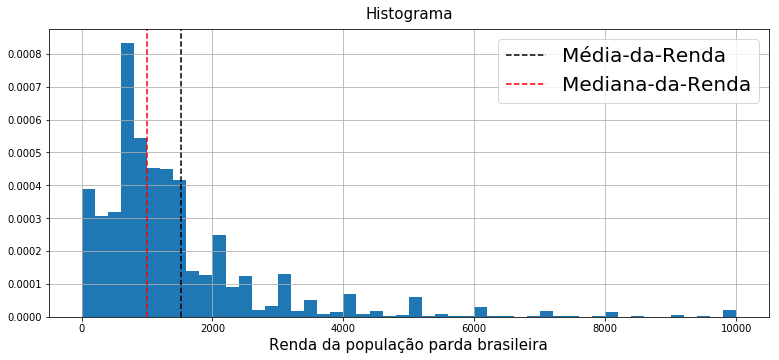 Histograma
Média-da-Renda
Mediana-da-Renda
0.0008
0.0007
0.0006
0.0005
0.0004
0.0003
0.0002
0.0001
0.0000
0 2000 4000 6000 8000 10000
Renda da população parda brasileira